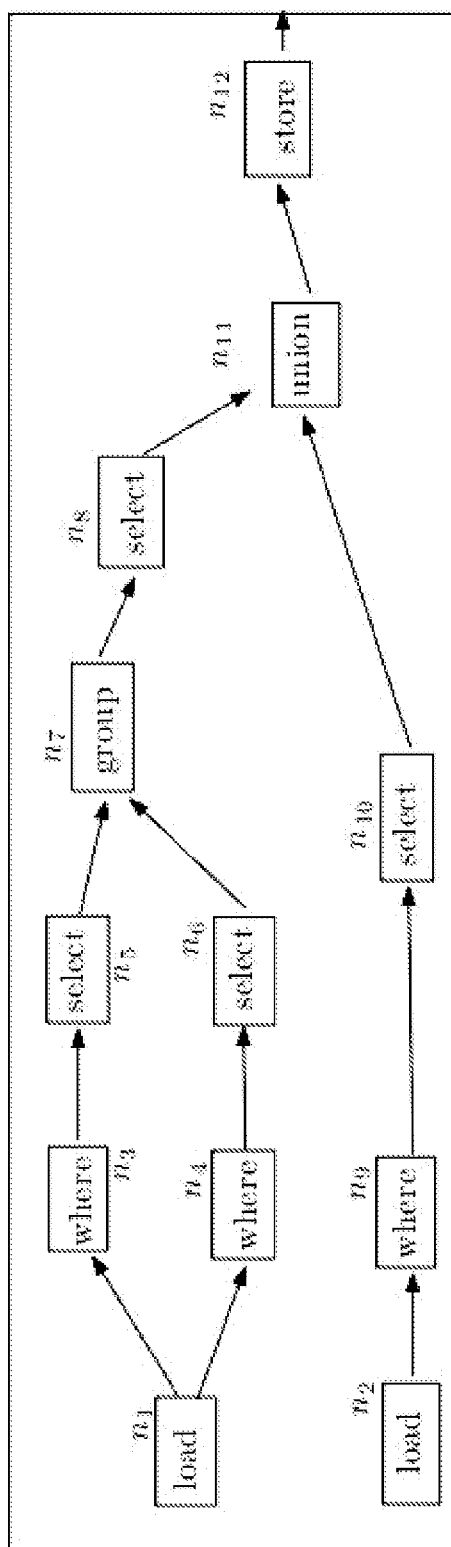 n₁
load
n₂
load
where
n₃
n₄
where
n₉
where
select
n₅
n₆
select
n₁₀
select
n₇
group
n₈
select
n₁₁
union
n₁₂
store